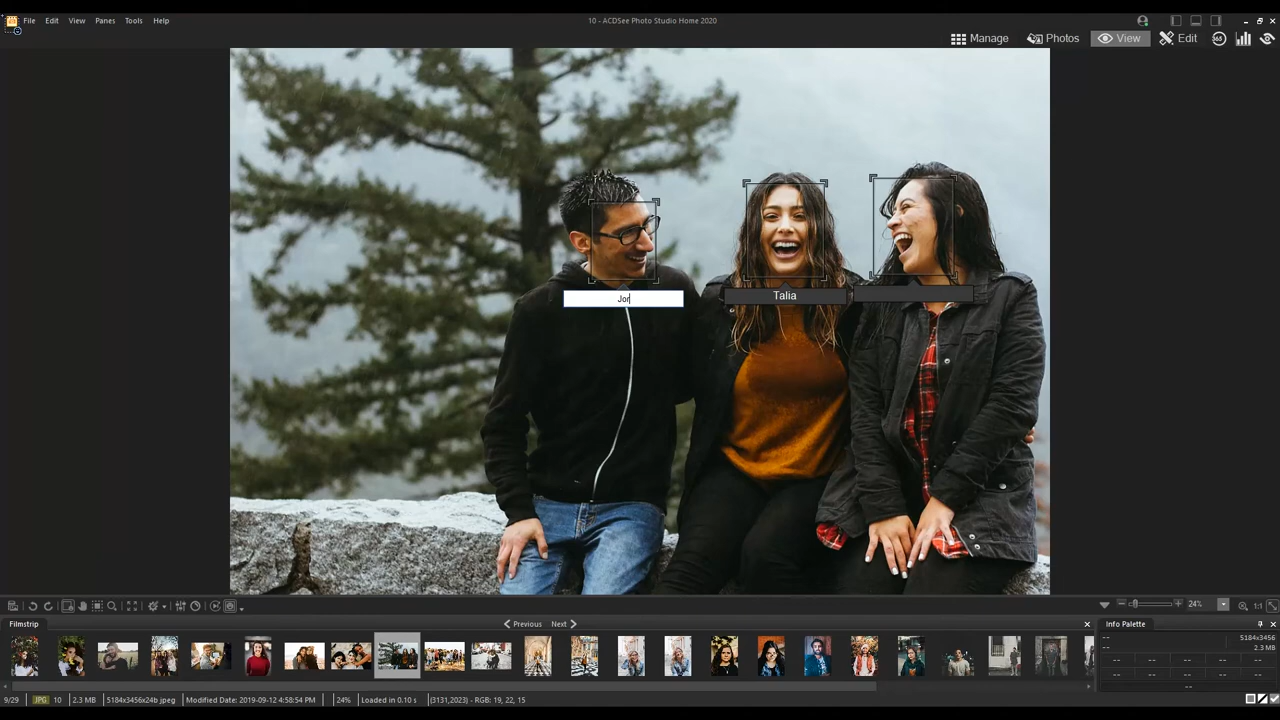 File Edit View Panes Tools Help
10 - ACDSee Photo Studio Home 2020
Manage Photos View Edit 365
Jor
Talia
24% 1:1
Filmstrip
Previous Next
Info Palette
-- 5184x3456
-- 2.3 MB
-- -- -- -- --
-- -- -- -- --
--
9/29 JPG 10 2.3 MB 5184x3456x24b jpeg Modified Date: 2019-09-12 4:58:54 PM 24% Loaded in 0.10 s (3131,2023) - RGB: 19, 22, 15